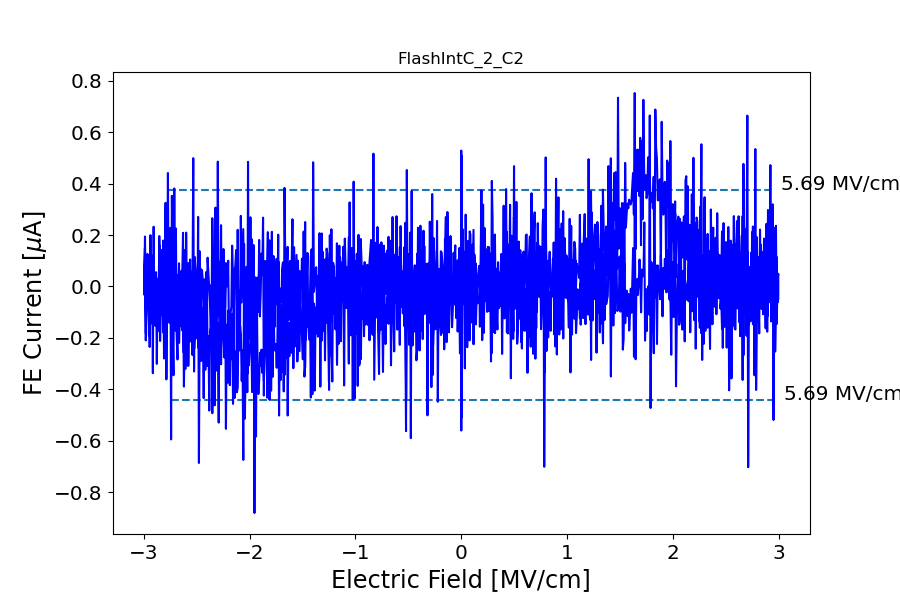 FlashIntC_2_C2
0.8
0.6
0.4
0.2
0.0
−0.2
−0.4
−0.6
−0.8
FE Current [μA]
5.69 MV/cm
5.69 MV/cm
−3 −2 −1 0 1 2 3
Electric Field [MV/cm]